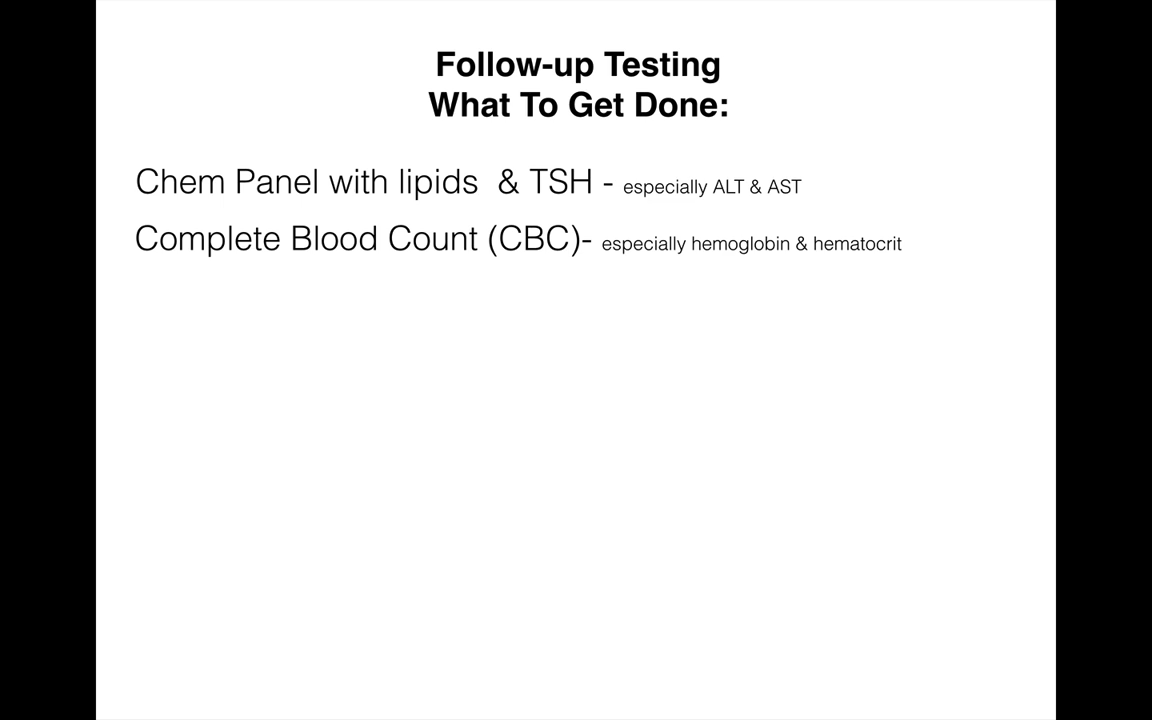 Follow-up Testing
What To Get Done:
Chem Panel with lipids  & TSH - especially ALT & AST
Complete Blood Count (CBC)- especially hemoglobin & hematocrit